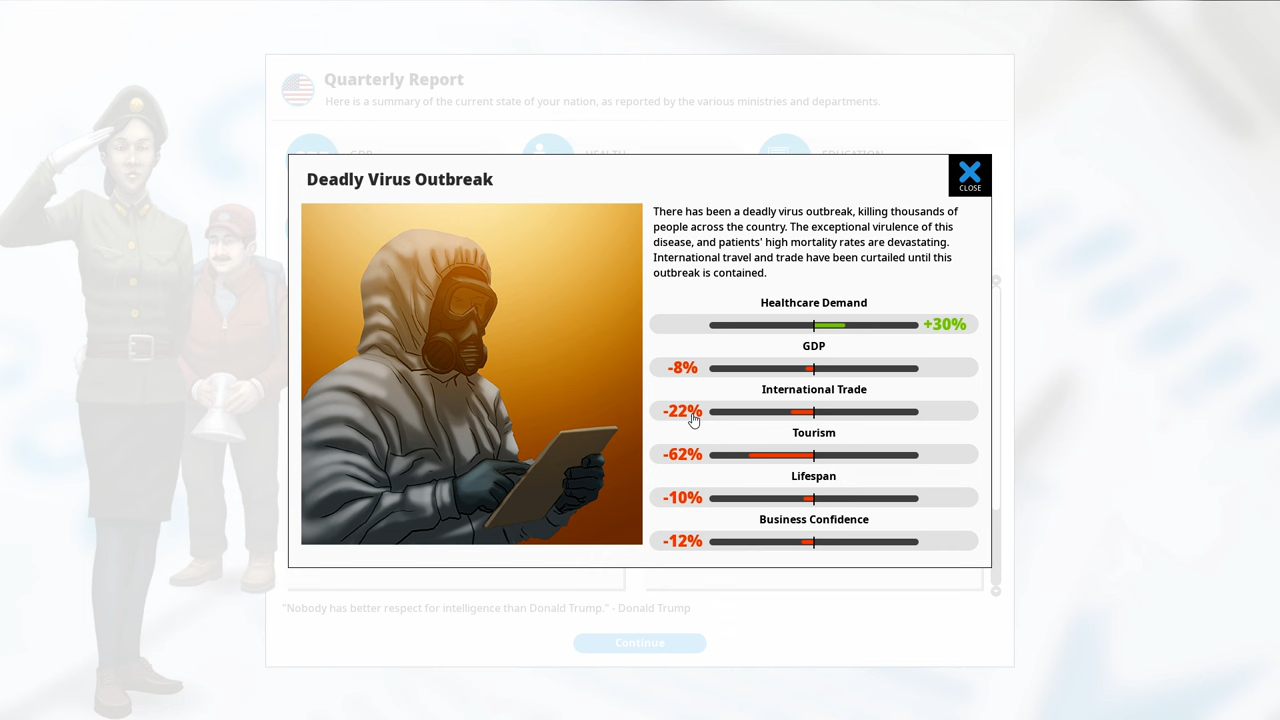 Quarterly Report
Here is a summary of the current state of your nation, as reported by the various ministries and departments.
GDP
HEALTH
EDUCATION
Deadly Virus Outbreak
CLOSE
There has been a deadly virus outbreak, killing thousands of
people across the country. The exceptional virulence of this
disease, and patients' high mortality rates are devastating.
International travel and trade have been curtailed until this
outbreak is contained.
Healthcare Demand
+30%
GDP
-8%
International Trade
-22%
Tourism
-62%
Lifespan
-10%
Business Confidence
-12%
"Nobody has better respect for intelligence than Donald Trump." - Donald Trump
Continue